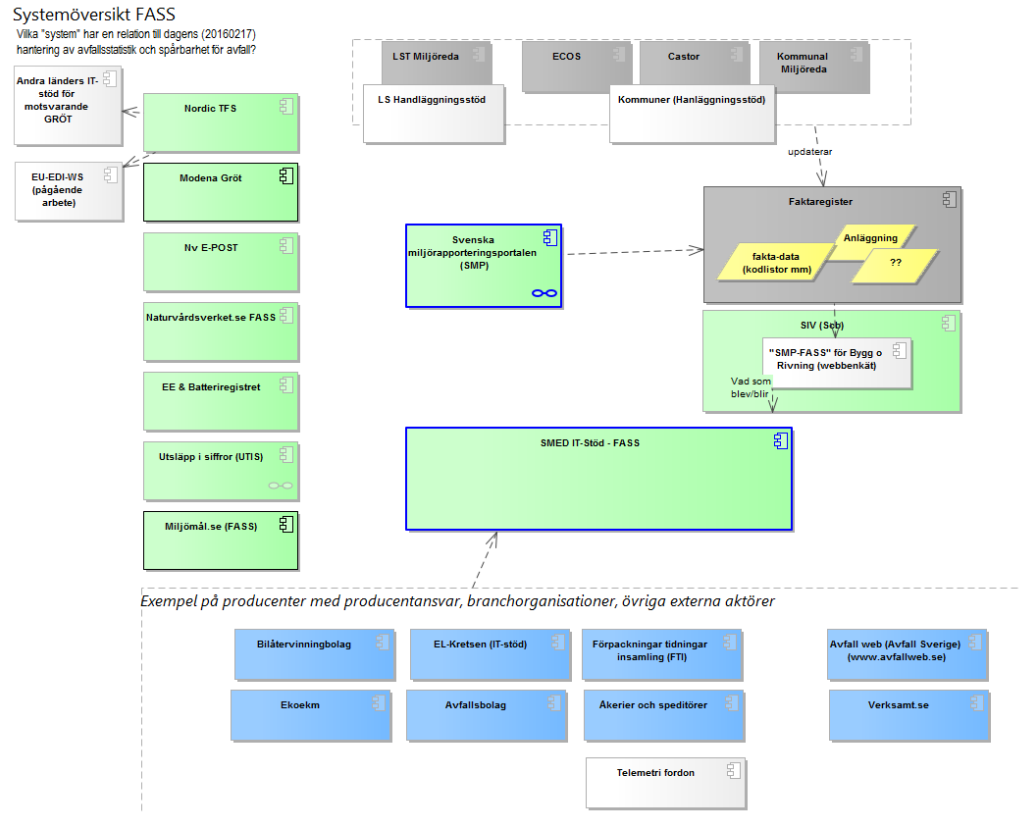 Systemöversikt FASS
Vilka "system" har en relation till dagens (20160217)
hantering av avfallsstatistik och spårbarhet för avfall?
Andra länders IT-
stöd för
motsvarande
GRÖT
EU-EDI-WS
(pågående
arbete)
Nordic TFS
Modena Gröt
Nv E-POST
Naturvårdsverket.se FASS
EE & Batteriregistret
Utsläpp i siffror (UTIS)
Miljömål.se (FASS)
LST Miljöreda
ECOS
Castor
Kommunal
Miljöreda
LS Handläggningsstöd
Kommuner (Hanläggningsstöd)
updaterar
Faktaregister
Anläggning
fakta-data
(kodlistor mm)
??
Svenska
miljörapporteringsportalen
(SMP)
SIV (Scb)
"SMP-FASS" för Bygg o
Rivning (webbenkät)
Vad som
blev/blir
SMED IT-Stöd - FASS
Exempel på producenter med producentansvar, branchorganisationer, övriga externa aktörer
Bilåtervinningbolag
EL-Kretsen (IT-stöd)
Förpackningar tidningar
insamling (FTI)
Avfall web (Avfall Sverige)
(www.avfallweb.se)
Ekoekm
Avfallsbolag
Åkerier och speditörer
Verksamt.se
Telemetri fordon